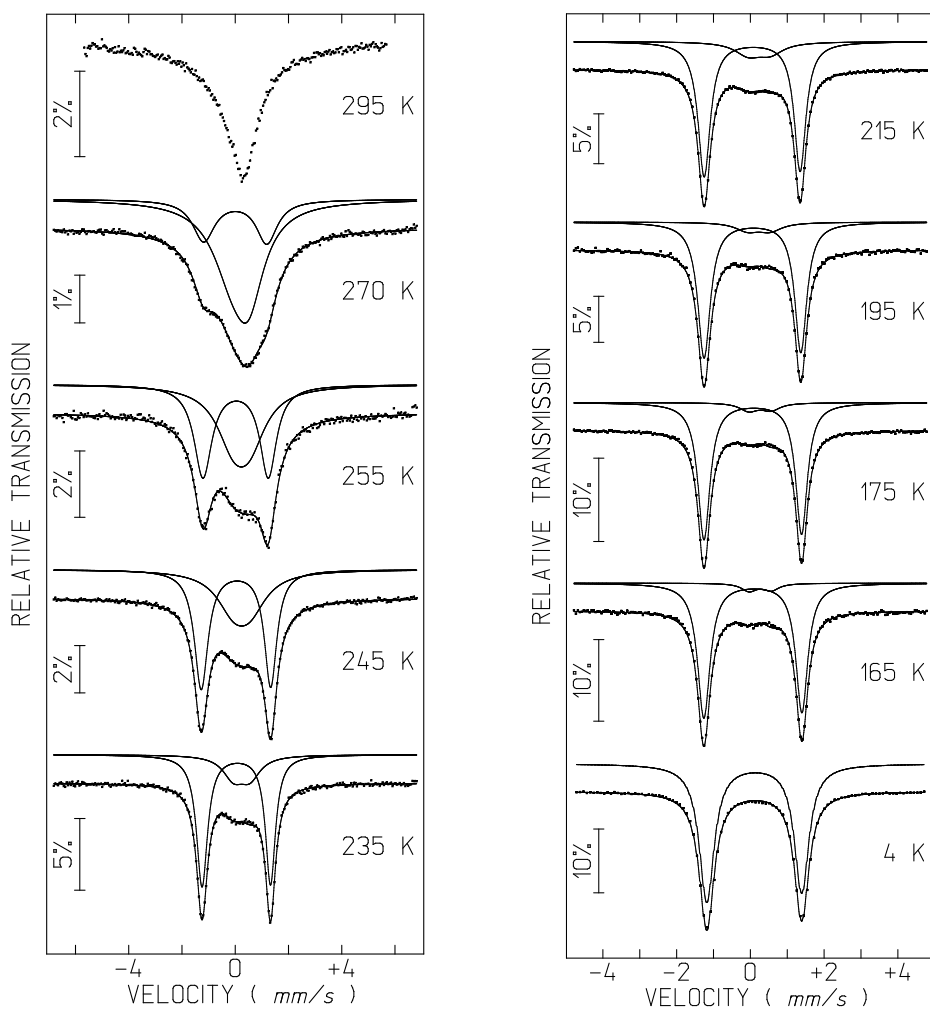 RELATIVE TRANSMISSION
2%
295 K
1%
270 K
2%
255 K
2%
245 K
5%
235 K
-4 0 +4
VELOCITY ( mm/s )
RELATIVE TRANSMISSION
5%
215 K
5%
195 K
10%
175 K
10%
165 K
10%
4 K
-4 -2 0 +2 +4
VELOCITY ( mm/s )